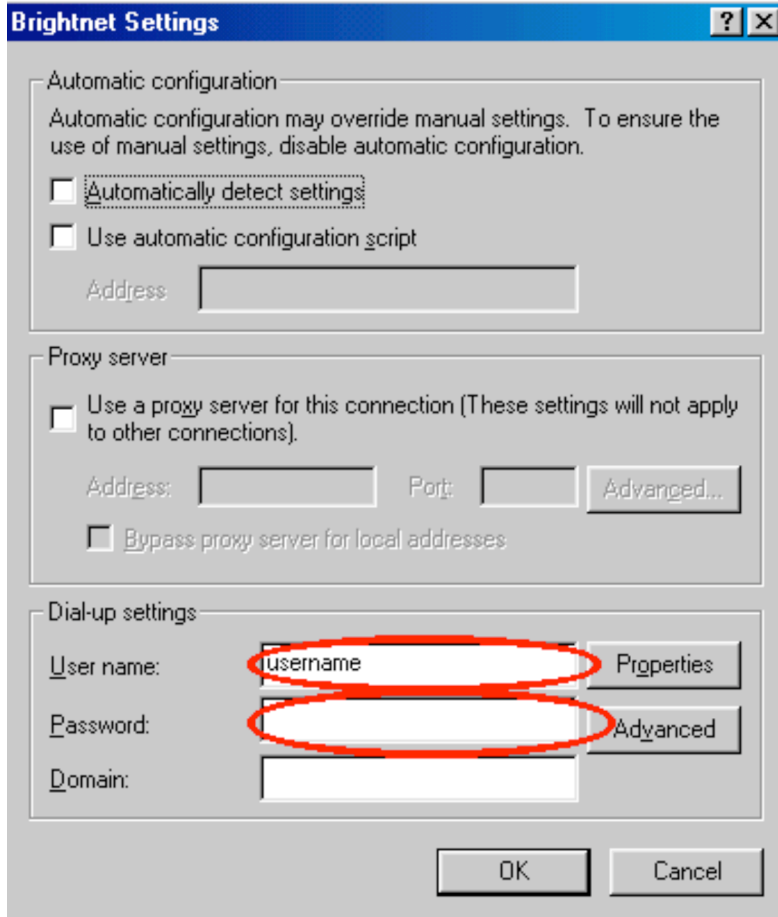 Brightnet Settings
Automatic configuration
Automatic configuration may override manual settings. To ensure the
use of manual settings, disable automatic configuration.
Automatically detect settings
Use automatic configuration script
Address
Proxy server
Use a proxy server for this connection (These settings will not apply
to other connections).
Address: Port: Advanced...
Bypass proxy server for local addresses
Dial-up settings
User name: username Properties
Password: Advanced
Domain:
OK Cancel